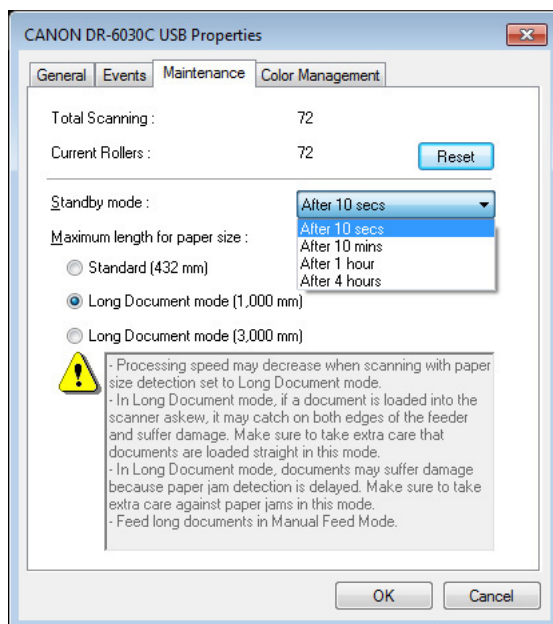 CANON DR-6030C USB Properties
General Events Maintenance Color Management
Total Scanning : 72
Current Rollers : 72 Reset
Standby mode : After 10 secs
After 10 secs
After 10 mins
After 1 hour
After 4 hours
Maximum length for paper size :
Standard (432 mm)
Long Document mode (1,000 mm)
Long Document mode (3,000 mm)
- Processing speed may decrease when scanning with paper
size detection set to Long Document mode.
- In Long Document mode, if a document is loaded into the
scanner askew, it may catch on both edges of the feeder
and suffer damage. Make sure to take extra care that
documents are loaded straight in this mode.
- In Long Document mode, documents may suffer damage
because paper jam detection is delayed. Make sure to take
extra care against paper jams in this mode.
- Feed long documents in Manual Feed Mode.
OK Cancel